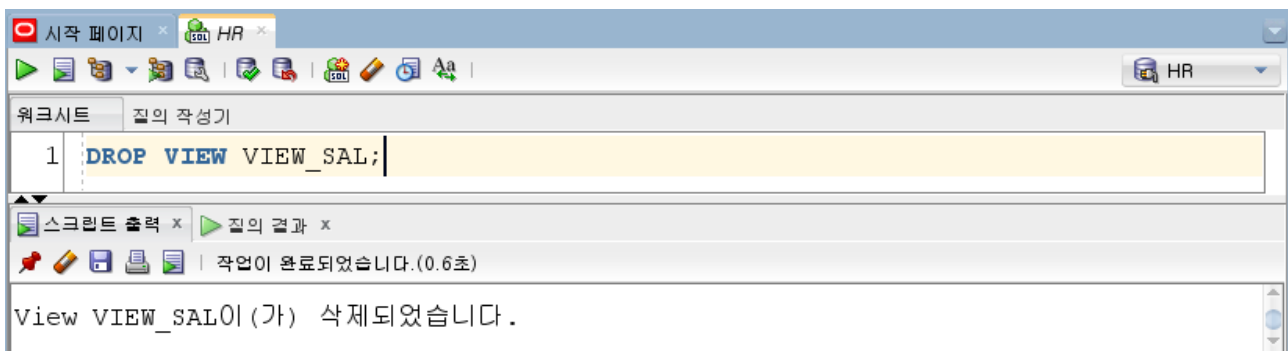 시작 페이지 HR
HR
워크시트 질의 작성기
1 DROP VIEW VIEW_SAL;
스크립트 출력 x 질의 결과 x
작업이 완료되었습니다.(0.6초)
View VIEW_SAL이(가) 삭제되었습니다.